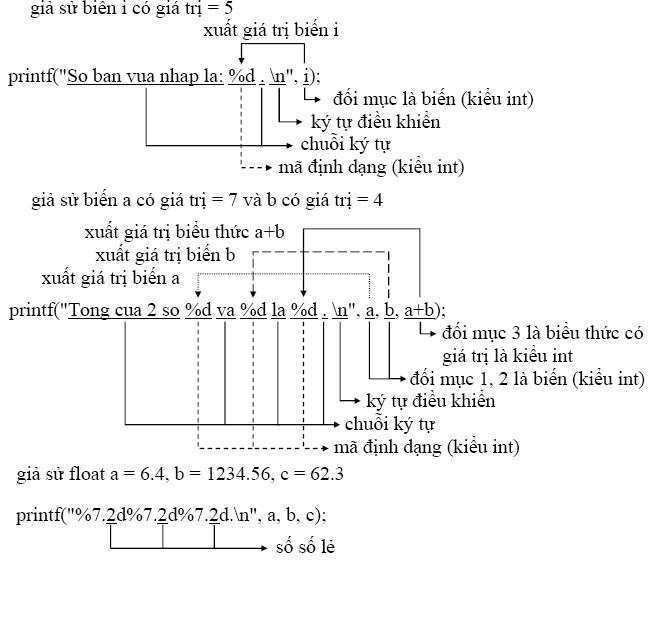 giả sử biến i có giá trị = 5
xuất giá trị biến i
printf("So ban vua nhap la: %d . \n", i);
đối mục là biến (kiểu int)
ký tự điều khiển
chuỗi ký tự
mã định dạng (kiểu int)
giả sử biến a có giá trị = 7 và b có giá trị = 4
xuất giá trị biểu thức a+b
xuất giá trị biến b
xuất giá trị biến a
printf("Tong cua 2 so %d va %d la %d . \n", a, b, a+b);
đối mục 3 là biểu thức có
giá trị là kiểu int
đối mục 1, 2 là biến (kiểu int)
ký tự điều khiển
chuỗi ký tự
mã định dạng (kiểu int)
giả sử float a = 6.4, b = 1234.56, c = 62.3
printf("%7.2d%7.2d%7.2d.\n", a, b, c);
số số lẻ